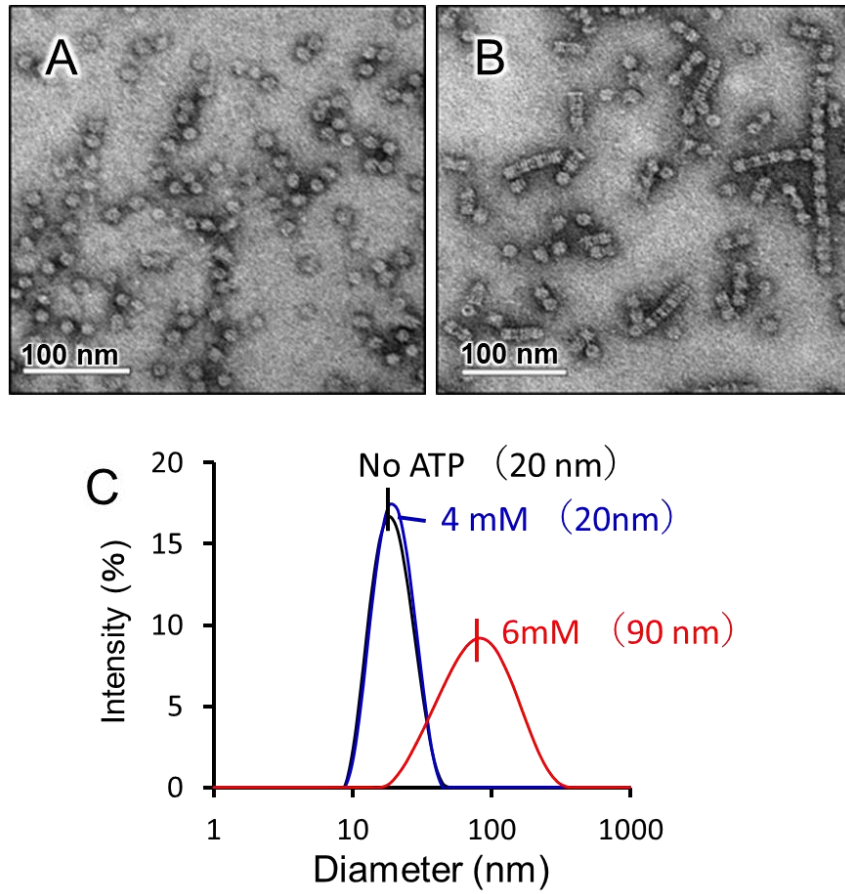 A
100 nm
B
100 nm
C
Intensity (%)
20
15
10
5
0
No ATP （20 nm）
4 mM （20nm）
6mM （90 nm）
1 10 100 1000
Diameter (nm)